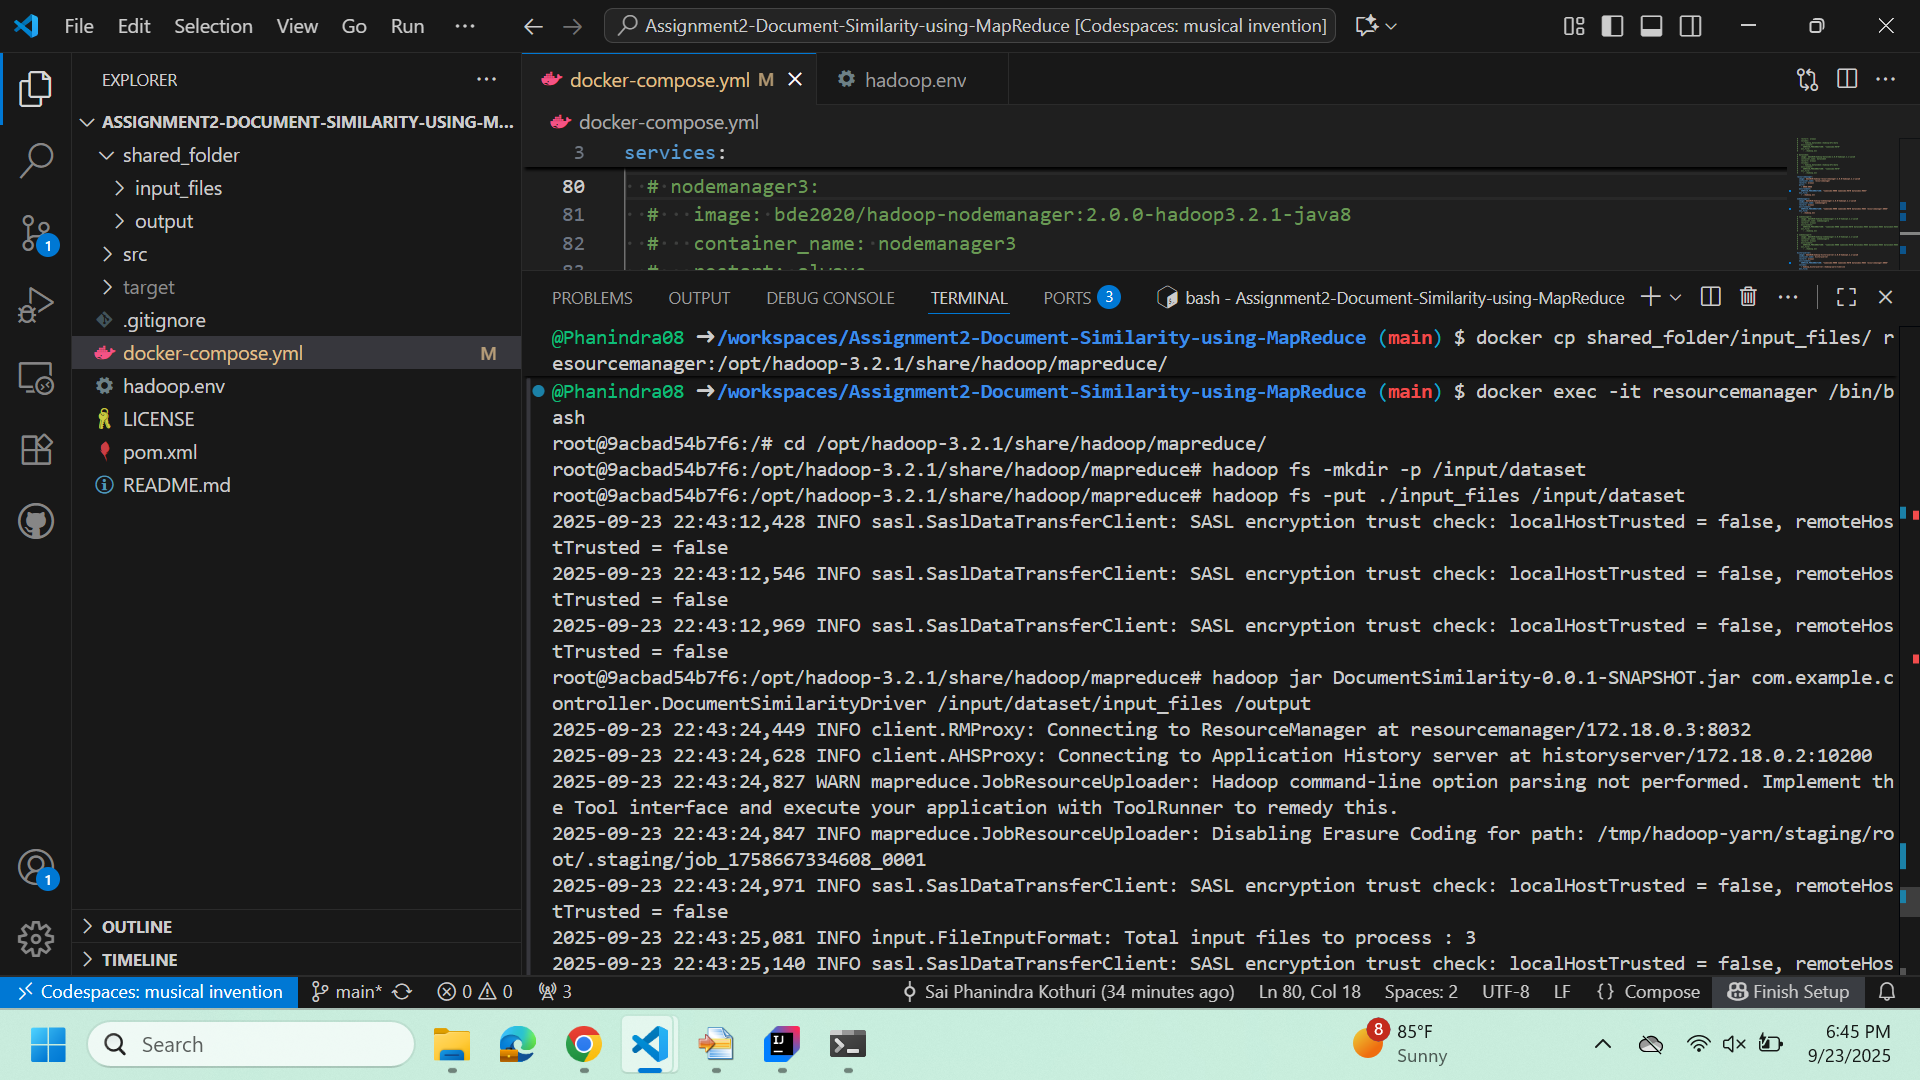 File Edit Selection View Go Run
Assignment2-Document-Similarity-using-MapReduce [Codespaces: musical invention]
EXPLORER
ASSIGNMENT2-DOCUMENT-SIMILARITY-USING-M...
shared_folder
input_files
output
src
target
.gitignore
docker-compose.yml M
hadoop.env
LICENSE
pom.xml
README.md
OUTLINE
TIMELINE
1
1
docker-compose.yml M
hadoop.env
docker-compose.yml
3 services:
80 # nodemanager3:
81 # image: bde2020/hadoop-nodemanager:2.0.0-hadoop3.2.1-java8
82 # container_name: nodemanager3
PROBLEMS OUTPUT DEBUG CONSOLE TERMINAL PORTS 3 bash - Assignment2-Document-Similarity-using-MapReduce
@Phanindra08 ➜/workspaces/Assignment2-Document-Similarity-using-MapReduce (main) $ docker cp shared_folder/input_files/ r
esourcemanager:/opt/hadoop-3.2.1/share/hadoop/mapreduce/
@Phanindra08 ➜/workspaces/Assignment2-Document-Similarity-using-MapReduce (main) $ docker exec -it resourcemanager /bin/b
ash
root@9acbad54b7f6:/# cd /opt/hadoop-3.2.1/share/hadoop/mapreduce/
root@9acbad54b7f6:/opt/hadoop-3.2.1/share/hadoop/mapreduce# hadoop fs -mkdir -p /input/dataset
root@9acbad54b7f6:/opt/hadoop-3.2.1/share/hadoop/mapreduce# hadoop fs -put ./input_files /input/dataset
2025-09-23 22:43:12,428 INFO sasl.SaslDataTransferClient: SASL encryption trust check: localHostTrusted = false, remoteHos
tTrusted = false
2025-09-23 22:43:12,546 INFO sasl.SaslDataTransferClient: SASL encryption trust check: localHostTrusted = false, remoteHos
tTrusted = false
2025-09-23 22:43:12,969 INFO sasl.SaslDataTransferClient: SASL encryption trust check: localHostTrusted = false, remoteHos
tTrusted = false
root@9acbad54b7f6:/opt/hadoop-3.2.1/share/hadoop/mapreduce# hadoop jar DocumentSimilarity-0.0.1-SNAPSHOT.jar com.example.c
ontroller.DocumentSimilarityDriver /input/dataset/input_files /output
2025-09-23 22:43:24,449 INFO client.RMProxy: Connecting to ResourceManager at resourcemanager/172.18.0.3:8032
2025-09-23 22:43:24,628 INFO client.AHSProxy: Connecting to Application History server at historyserver/172.18.0.2:10200
2025-09-23 22:43:24,827 WARN mapreduce.JobResourceUploader: Hadoop command-line option parsing not performed. Implement th
e Tool interface and execute your application with ToolRunner to remedy this.
2025-09-23 22:43:24,847 INFO mapreduce.JobResourceUploader: Disabling Erasure Coding for path: /tmp/hadoop-yarn/staging/ro
ot/.staging/job_1758667334608_0001
2025-09-23 22:43:24,971 INFO sasl.SaslDataTransferClient: SASL encryption trust check: localHostTrusted = false, remoteHos
tTrusted = false
2025-09-23 22:43:25,081 INFO input.FileInputFormat: Total input files to process : 3
2025-09-23 22:43:25,140 INFO sasl.SaslDataTransferClient: SASL encryption trust check: localHostTrusted = false, remoteHos
Codespaces: musical invention main* 0 0 3 Sai Phanindra Kothuri (34 minutes ago) Ln 80, Col 18 Spaces: 2 UTF-8 LF {} Compose Finish Setup
Search
8 85°F
Sunny
6:45 PM
9/23/2025